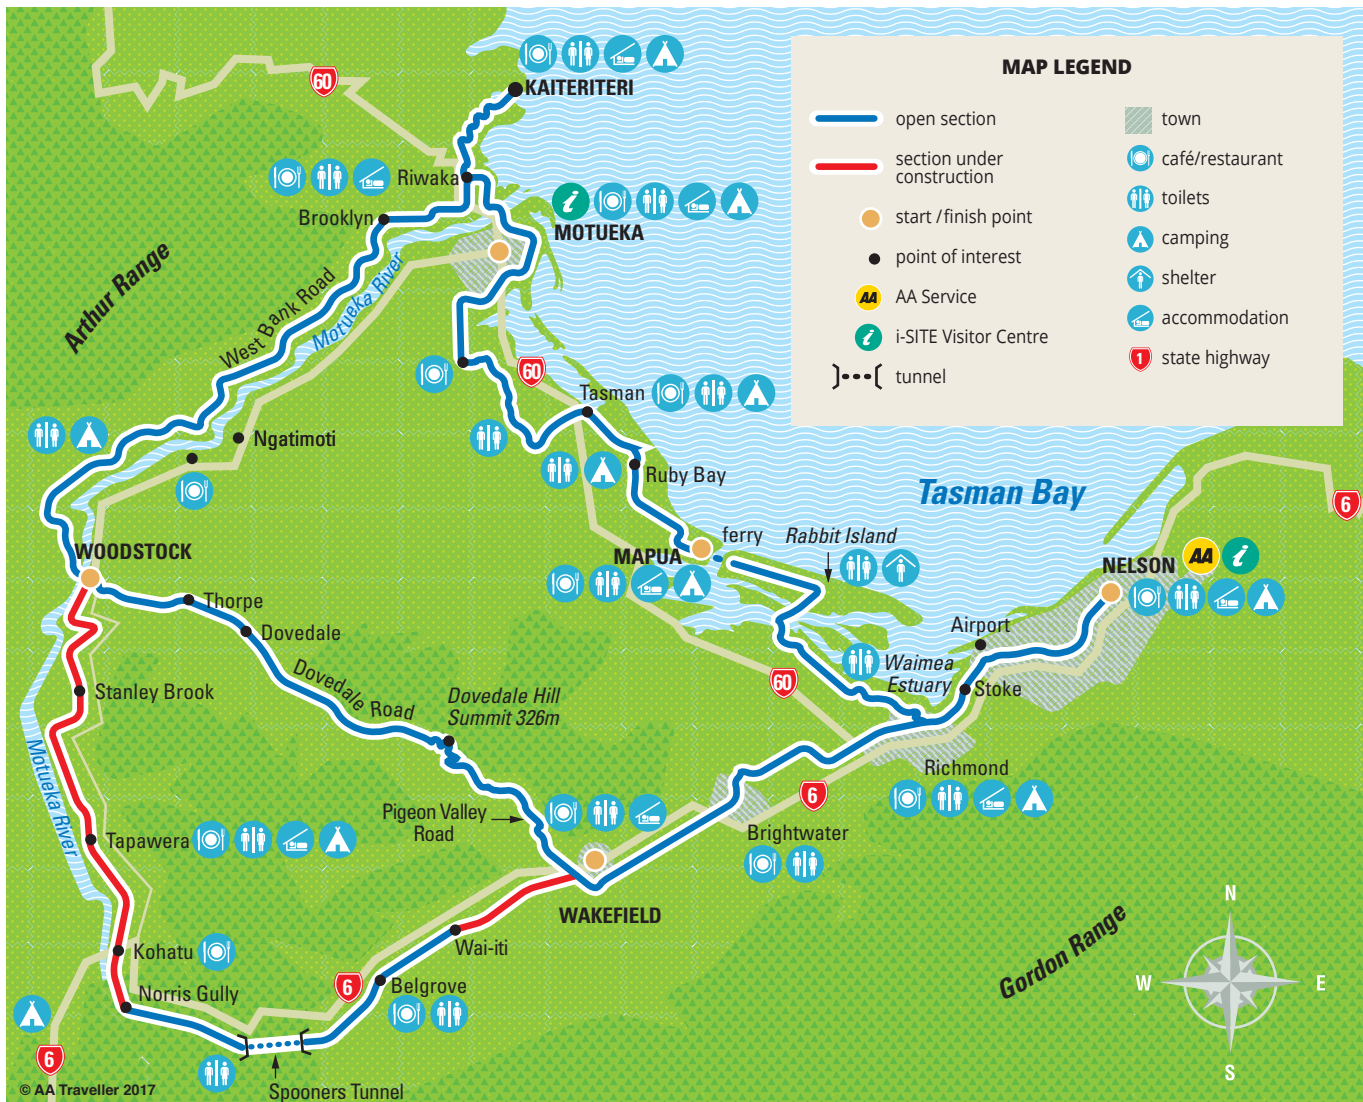 60
KAITERITERI
Riwaka
Brooklyn
MOTUEKA
Arthur Range
West Bank Road
Motueka River
60
Tasman
Ngatimoti
Ruby Bay
Tasman Bay
6
WOODSTOCK
MAPUA
ferry
Rabbit Island
NELSON
AA
i
i
Thorpe
Dovedale
Airport
Waimea
Estuary
Stoke
Stanley Brook
Dovedale Road
Dovedale Hill
Summit 326m
60
Motueka River
Richmond
6
Pigeon Valley
Road
Brightwater
Tapawera
WAKEFIELD
Wai-iti
Kohatu
Norris Gully
6
Belgrove
Gordon Range
6
Spooners Tunnel
© AA Traveller 2017
N
W
E
S
MAP LEGEND
open section
section under
construction
start / finish point
point of interest
AA
AA Service
i
i-SITE Visitor Centre
tunnel
town
café/restaurant
toilets
camping
shelter
accommodation
1
state highway